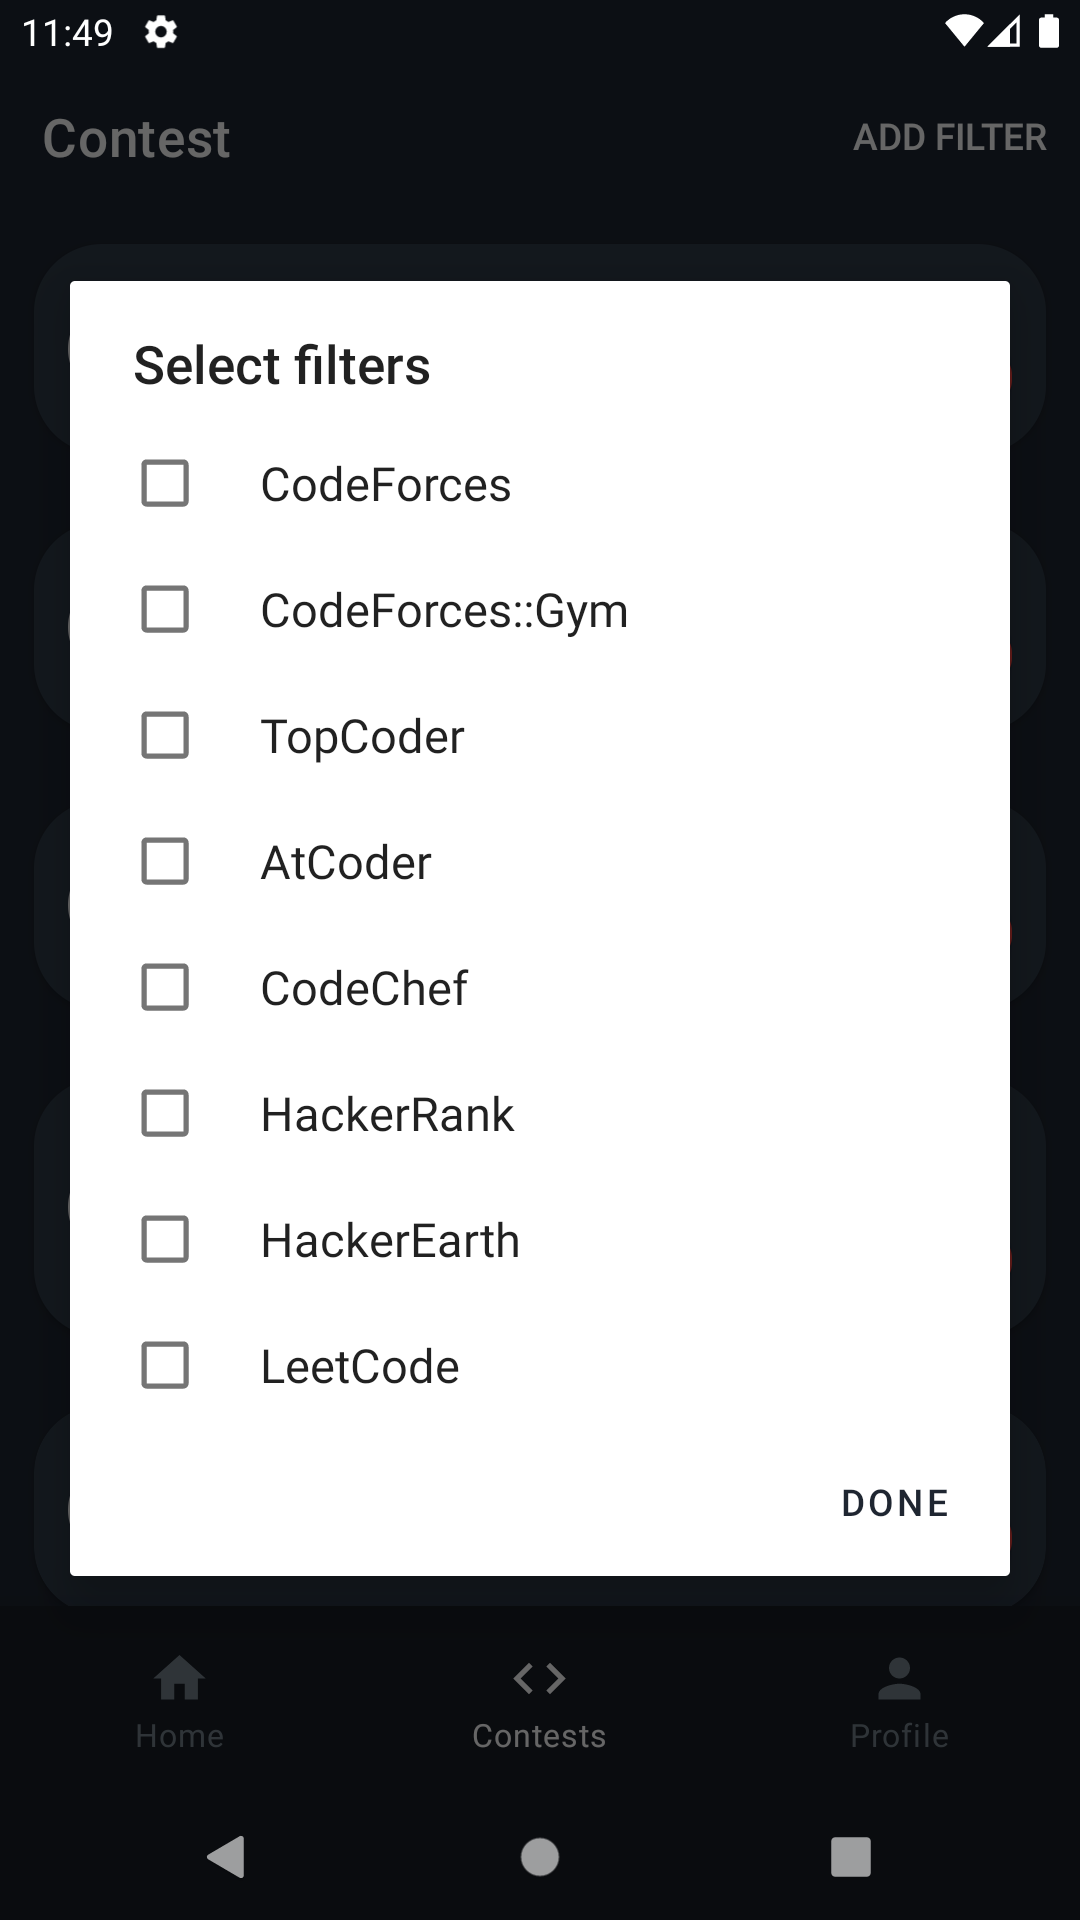 11:49
Contest
ADD FILTER
Select filters
CodeForces
CodeForces::Gym
TopCoder
AtCoder
CodeChef
HackerRank
HackerEarth
LeetCode
DONE
Home
Contests
Profile